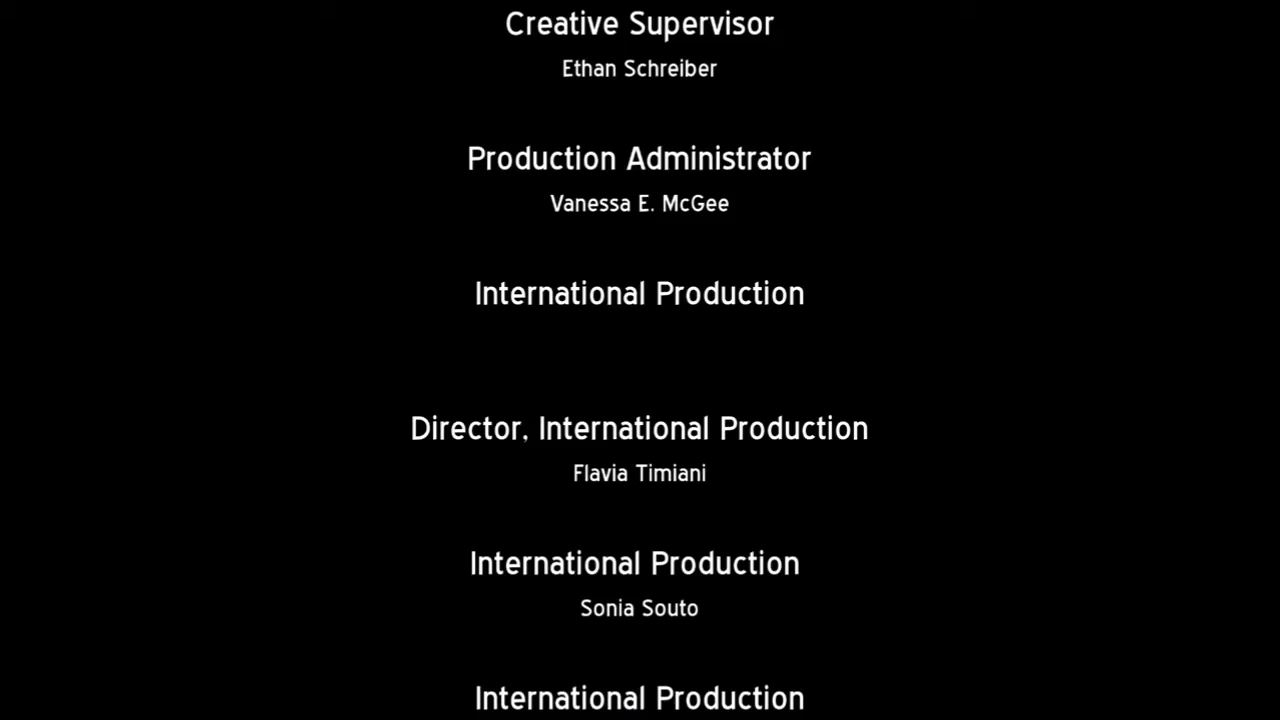 Creative Supervisor
Ethan Schreiber
Production Administrator
Vanessa E. McGee
International Production
Director, International Production
Flavia Timiani
International Production
Sonia Souto
International Production